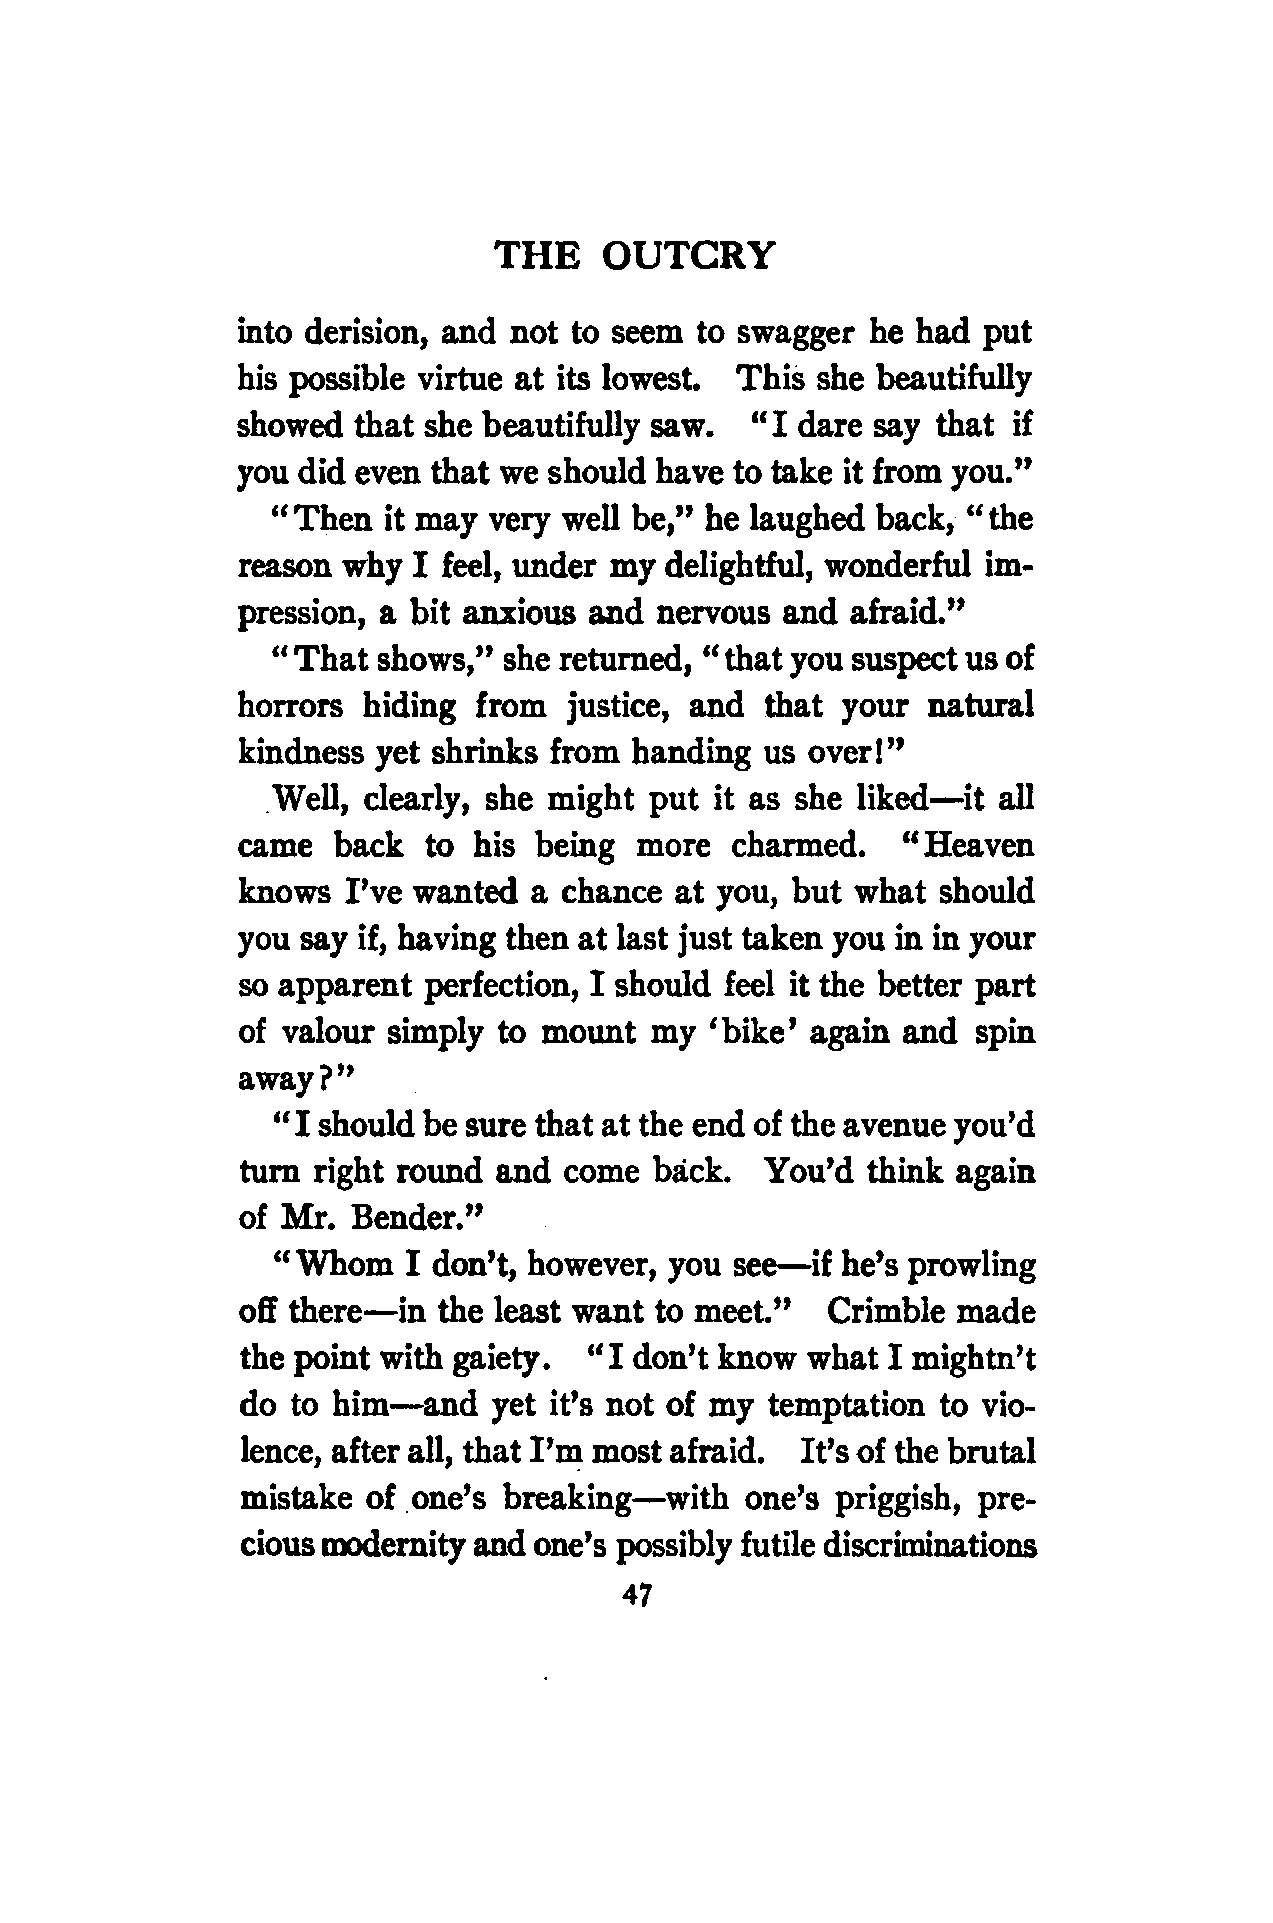 THE OUTCRY
into derision, and not to seem to swagger he had put
his possible virtue at its lowest. This she beautifully
showed that she beautifully saw. "I dare say that if
you did even that we should have to take it from you."
"Then it may very well be," he laughed back, "the
reason why I feel, under my delightful, wonderful im-
pression, a bit anxious and nervous and afraid."
"That shows," she returned, "that you suspect us of
horrors hiding from justice, and that your natural
kindness yet shrinks from handing us over!"
Well, clearly, she might put it as she liked—it all
came back to his being more charmed. "Heaven
knows I've wanted a chance at you, but what should
you say if, having then at last just taken you in in your
so apparent perfection, I should feel it the better part
of valour simply to mount my 'bike' again and spin
away?"
"I should be sure that at the end of the avenue you'd
turn right round and come back. You'd think again
of Mr. Bender."
"Whom I don't, however, you see—if he's prowling
off there—in the least want to meet." Crimble made
the point with gaiety. "I don't know what I mightn't
do to him—and yet it's not of my temptation to vio-
lence, after all, that I'm most afraid. It's of the brutal
mistake of one's breaking—with one's priggish, pre-
cious modernity and one's possibly futile discriminations
47